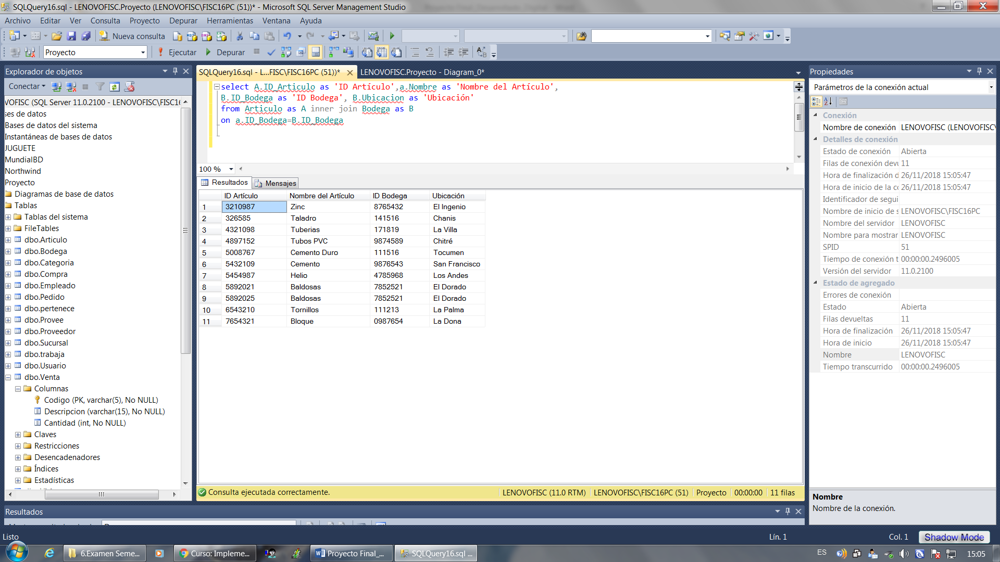 SQLQuery16.sql - LENOVOFISC.Proyecto (LENOVOFISC\FISC16PC (51))* - Microsoft SQL Server Management Studio
Archivo Editar Ver Consulta Proyecto Depurar Herramientas Ventana Ayuda
Nueva consulta
Proyecto Ejecutar Depurar
Explorador de objetos
Conectar
VOFISC (SQL Server 11.0.2100 - LENOVOFISC\FISC1
ses de datos
Bases de datos del sistema
Instantáneas de bases de datos
JUGUETE
MundialBD
Northwind
Proyecto
Diagramas de base de datos
Tablas
Tablas del sistema
FileTables
dbo.Articulo
dbo.Bodega
dbo.Categoria
dbo.Compra
dbo.Empleado
dbo.Pedido
dbo.pertenece
dbo.Provee
dbo.Proveedor
dbo.Sucursal
dbo.trabaja
dbo.Usuario
dbo.Venta
Columnas
Codigo (PK, varchar(5), No NULL)
Descripcion (varchar(15), No NULL)
Cantidad (int, No NULL)
Claves
Restricciones
Desencadenadores
Índices
Estadísticas
SQLQuery16.sql - L...FISC\FISC16PC (51))* LENOVOFISC.Proyecto - Diagram_0*
select A.ID_Articulo as 'ID Artículo',a.Nombre as 'Nombre del Artículo',
B.ID_Bodega as 'ID Bodega', B.Ubicacion as 'Ubicación'
from Articulo as A inner join Bodega as B
on a.ID_Bodega=B.ID_Bodega
100 %
Resultados Mensajes
ID Artículo Nombre del Artículo ID Bodega Ubicación
1 3210987 Zinc 8765432 El Ingenio
2 326585 Taladro 141516 Chanis
3 4321098 Tuberias 171819 La Villa
4 4897152 Tubos PVC 9874589 Chitré
5 5008767 Cemento Duro 111516 Tocumen
6 5432109 Cemento 9876543 San Francisco
7 5454987 Helio 4785968 Los Andes
8 5892021 Baldosas 7852521 El Dorado
9 5892025 Baldosas 7852521 El Dorado
10 6543210 Tornillos 111213 La Palma
11 7654321 Bloque 0987654 La Dona
Consulta ejecutada correctamente. LENOVOFISC (11.0 RTM) LENOVOFISC\FISC16PC (51) Proyecto 00:00:00 11 filas
Propiedades
Parámetros de la conexión actual
Conexión
Nombre de conexión LENOVOFISC (LENOVOFISC\
Detalles de conexión
Estado de conexión Abierta
Filas de conexión devu 11
Hora de finalización d 26/11/2018 15:05:47
Hora de inicio de la co 26/11/2018 15:05:47
Identificador de segui
Nombre de inicio de s LENOVOFISC\FISC16PC
Nombre del servidor LENOVOFISC
Nombre para mostrar LENOVOFISC
SPID 51
Tiempo de conexión t 00:00:00.2496005
Versión del servidor 11.0.2100
Estado de agregado
Errores de conexión
Estado Abierta
Filas devueltas 11
Hora de finalización 26/11/2018 15:05:47
Hora de inicio 26/11/2018 15:05:47
Nombre LENOVOFISC
Tiempo transcurrido 00:00:00.2496005
Nombre
Nombre de la conexión.
Resultados
Listo Lín. 1 Col. 1 Shadow Mode
6.Examen Seme... Curso: Impleme... Proyecto Final_... SQLQuery16.sql ... ES 15:05